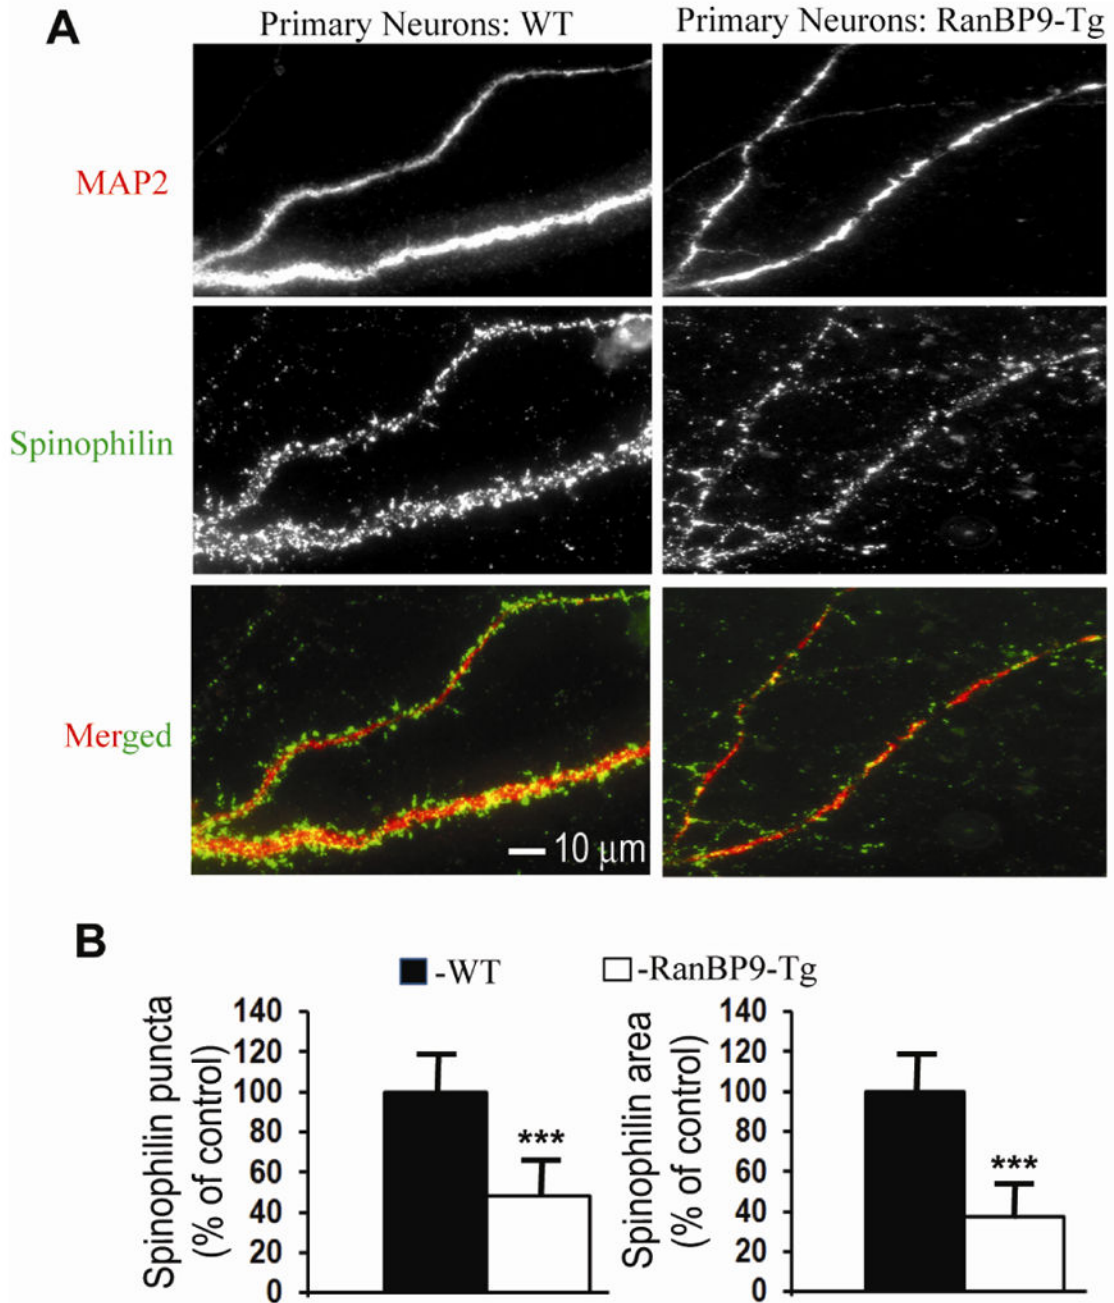 A
Primary Neurons: WT
Primary Neurons: RanBP9-Tg
MAP2
Spinophilin
Merged
10 μm
B
-WT
-RanBP9-Tg
Spinophilin puncta
(% of control)
140
120
100
80
60
40
20
0
***
Spinophilin area
(% of control)
140
120
100
80
60
40
20
0
***